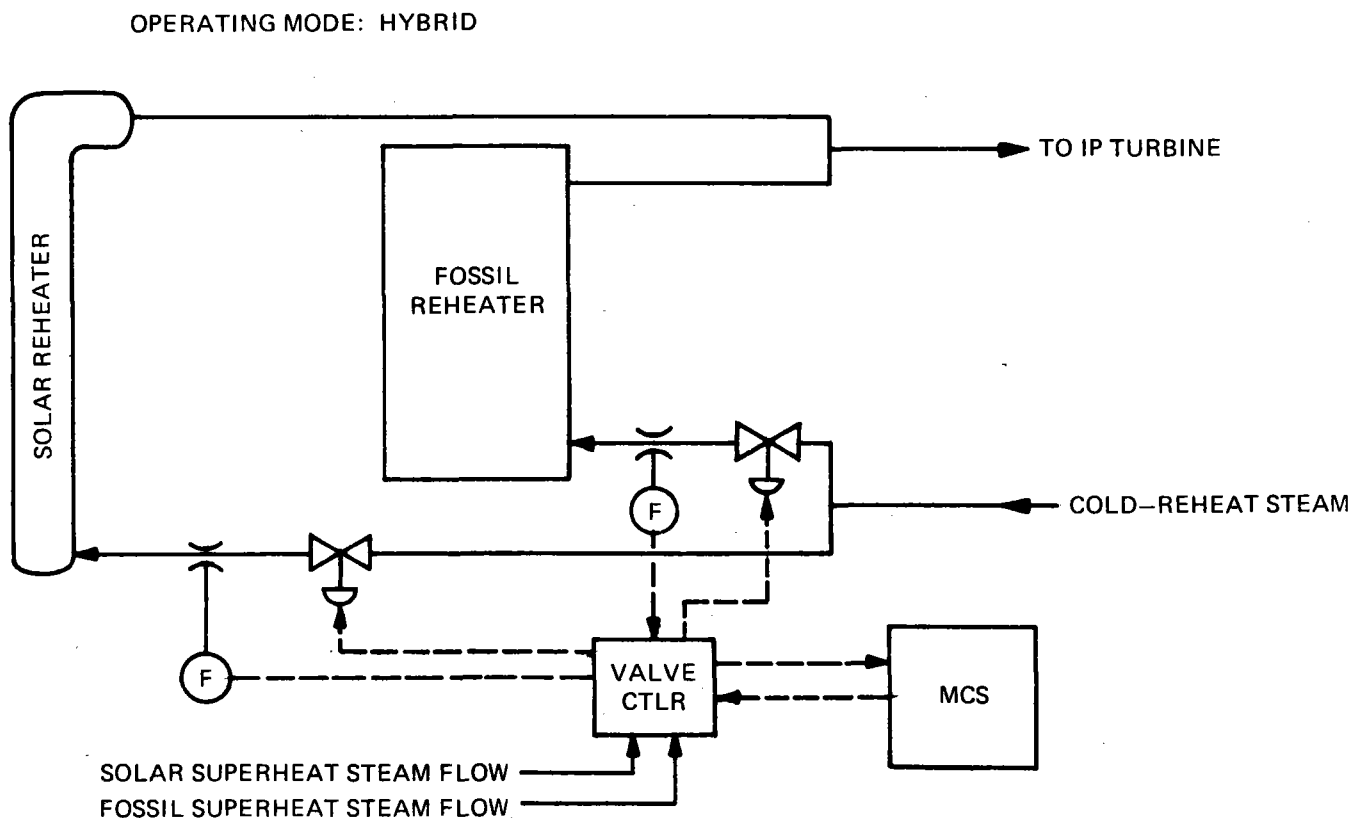 OPERATING MODE: HYBRID
TO IP TURBINE
SOLAR REHEATER
FOSSIL
REHEATER
COLD–REHEAT STEAM
F
F
VALVE
CTLR
MCS
SOLAR SUPERHEAT STEAM FLOW
FOSSIL SUPERHEAT STEAM FLOW